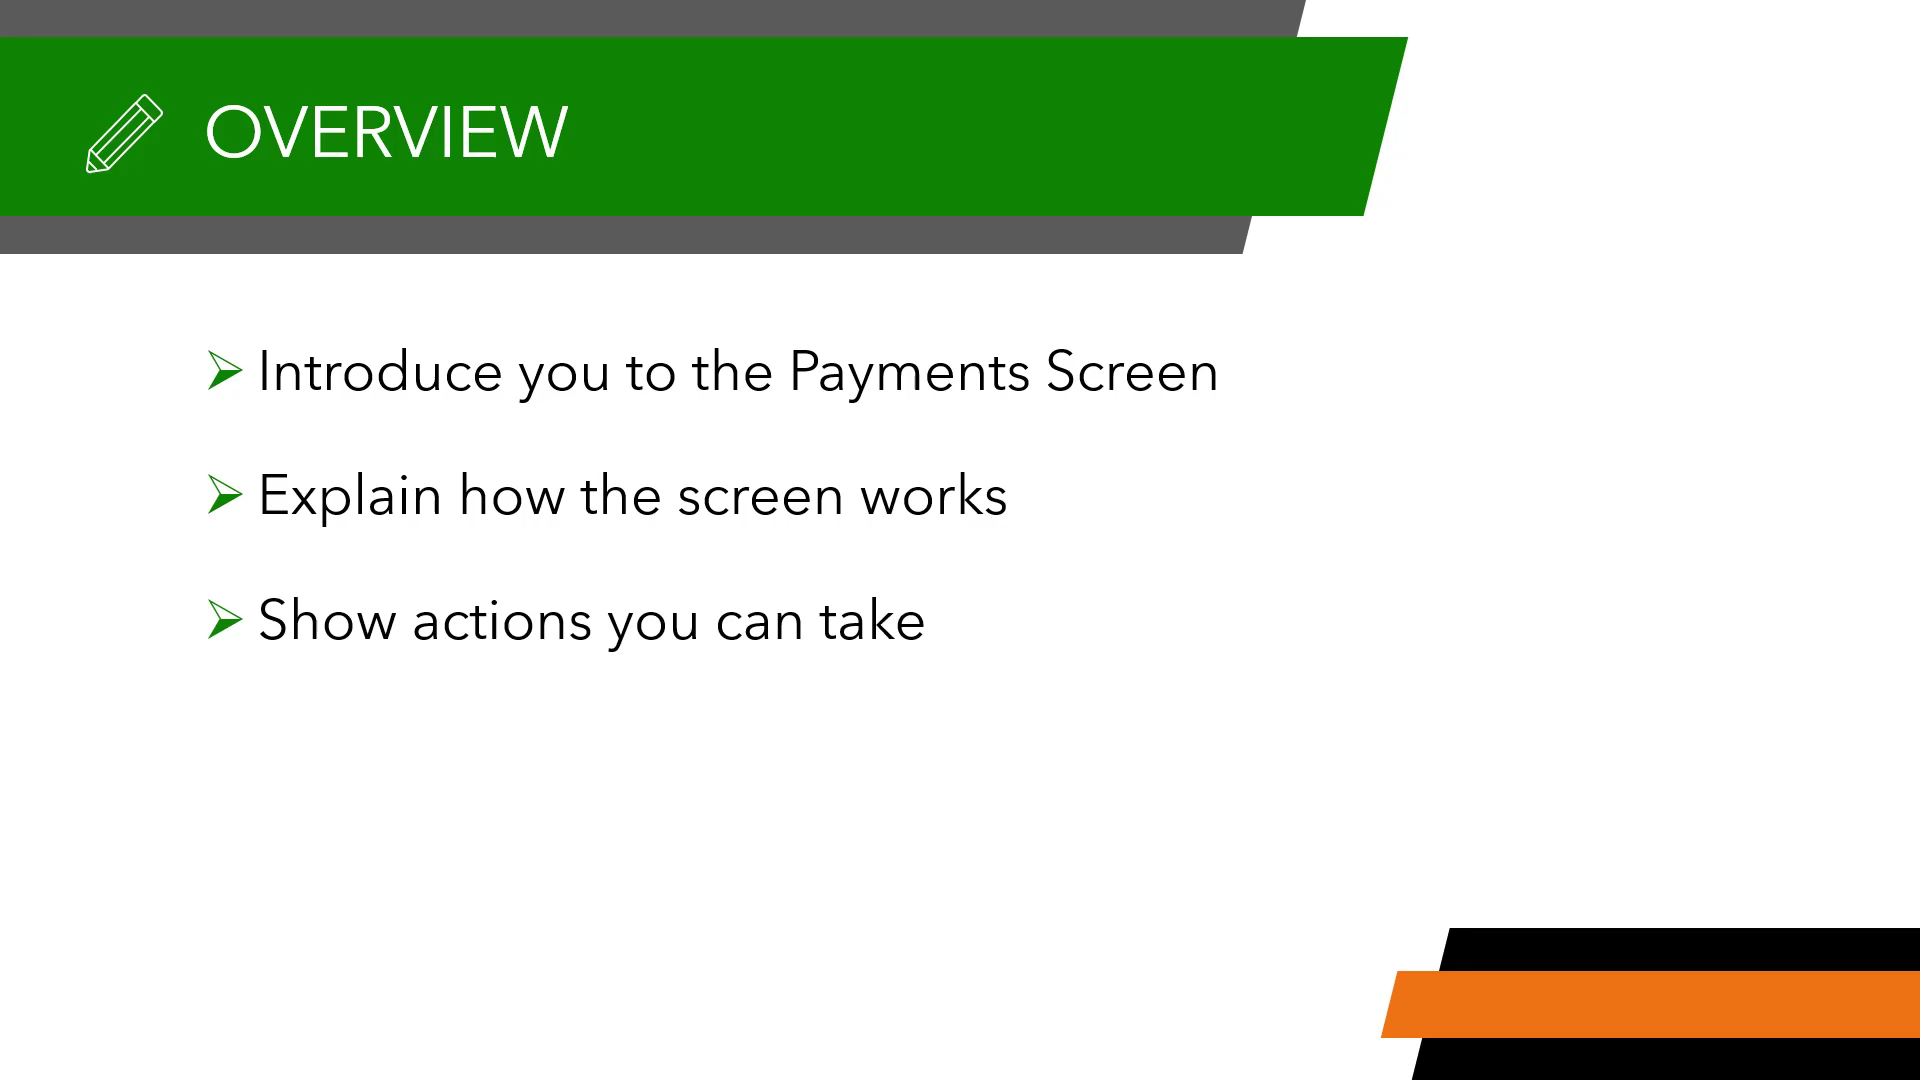 OVERVIEW
Introduce you to the Payments Screen
Explain how the screen works
Show actions you can take